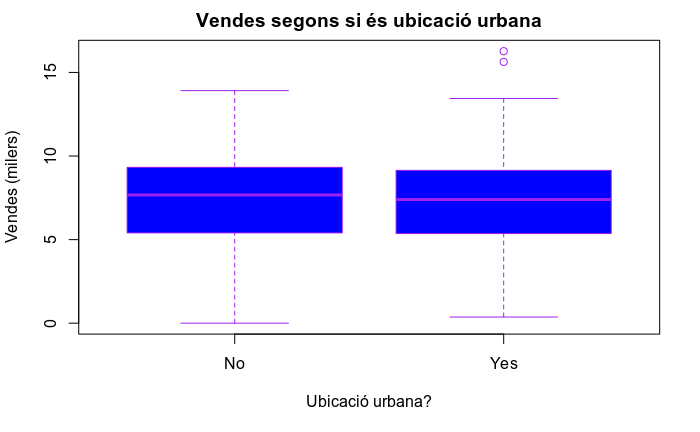 Vendes segons si és ubicació urbana
Vendes (milers)
15
10
5
0
No
Yes
Ubicació urbana?